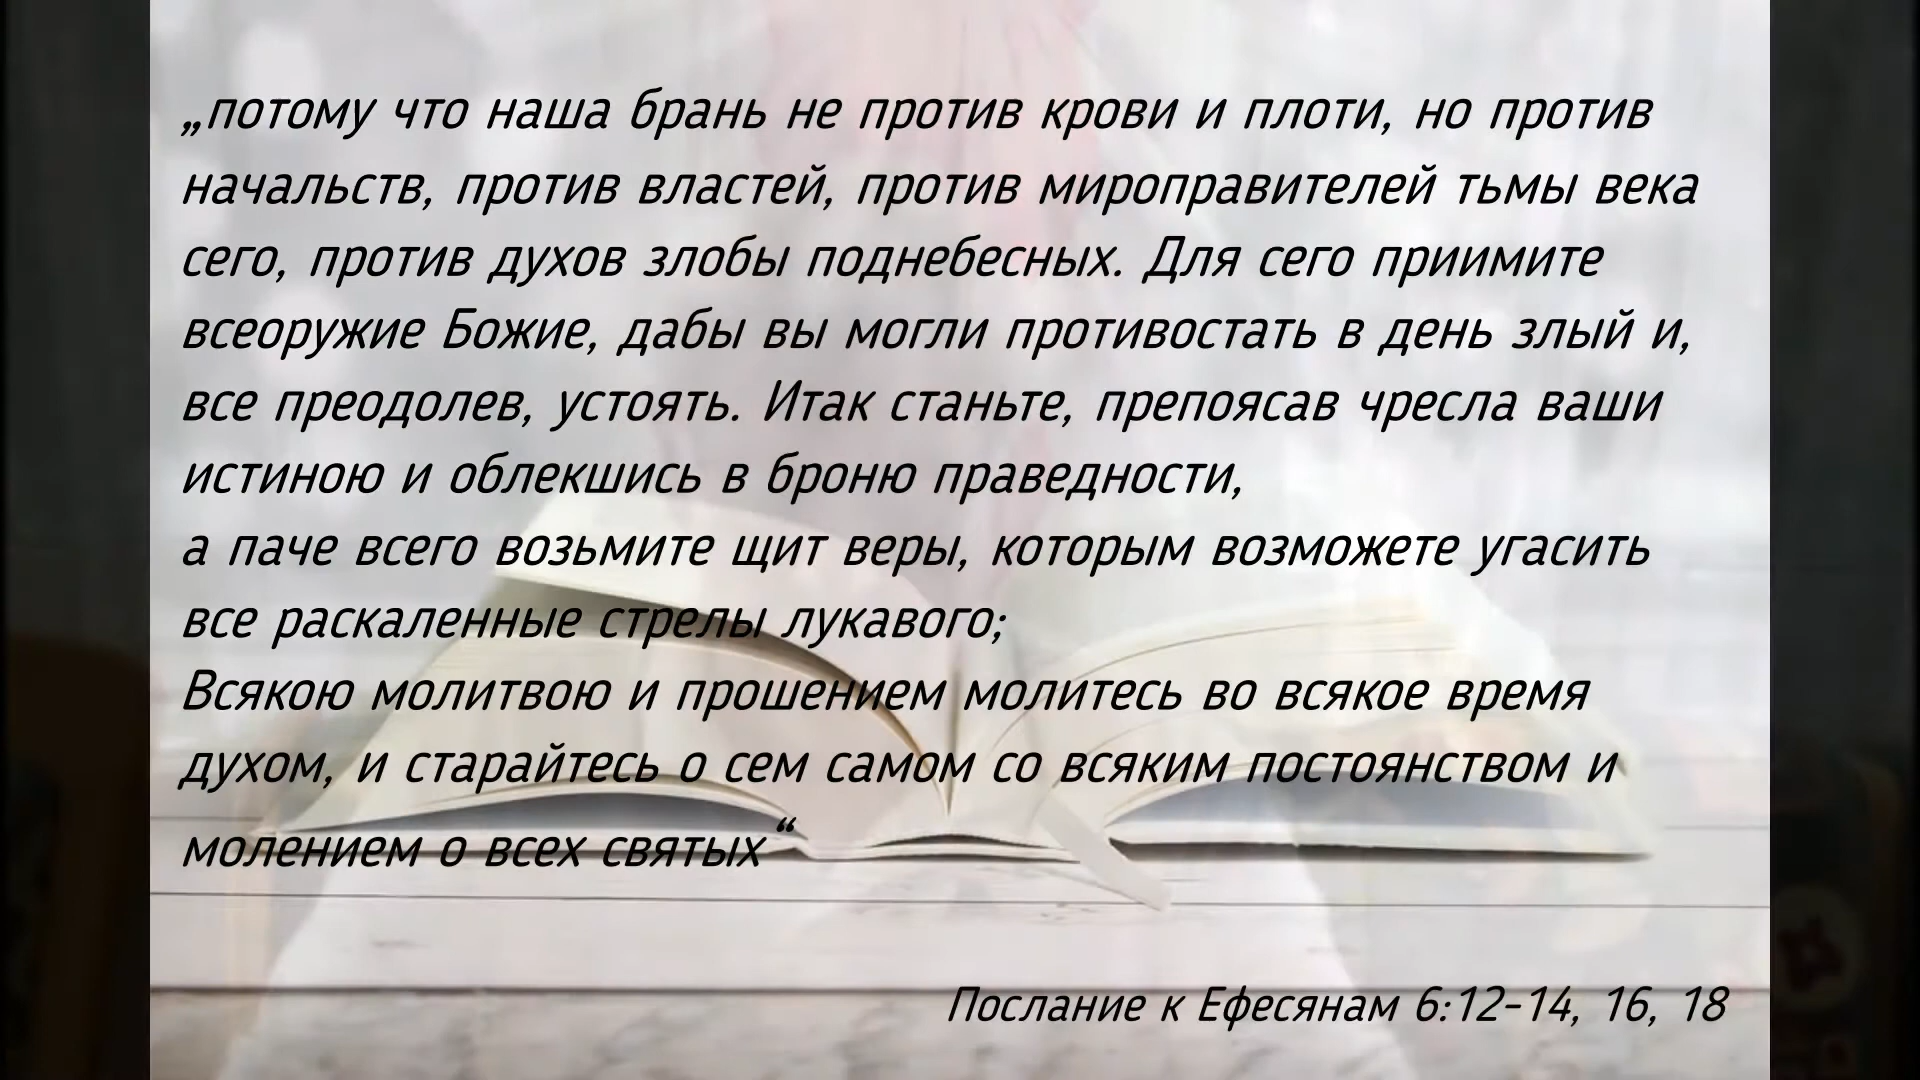 „потому что наша брань не против крови и плоти, но против
начальств, против властей, против мироправителей тьмы века
сего, против духов злобы поднебесных. Для сего приимите
всеоружие Божие, дабы вы могли противостать в день злый и,
все преодолев, устоять. Итак станьте, препоясав чресла ваши
истиною и облекшись в броню праведности,
а паче всего возьмите щит веры, которым возможете угасить
все раскаленные стрелы лукавого;
Всякою молитвою и прошением молитесь во всякое время
духом, и старайтесь о сем самом со всяким постоянством и
молением о всех святых“
Послание к Ефесянам 6:12-14, 16, 18